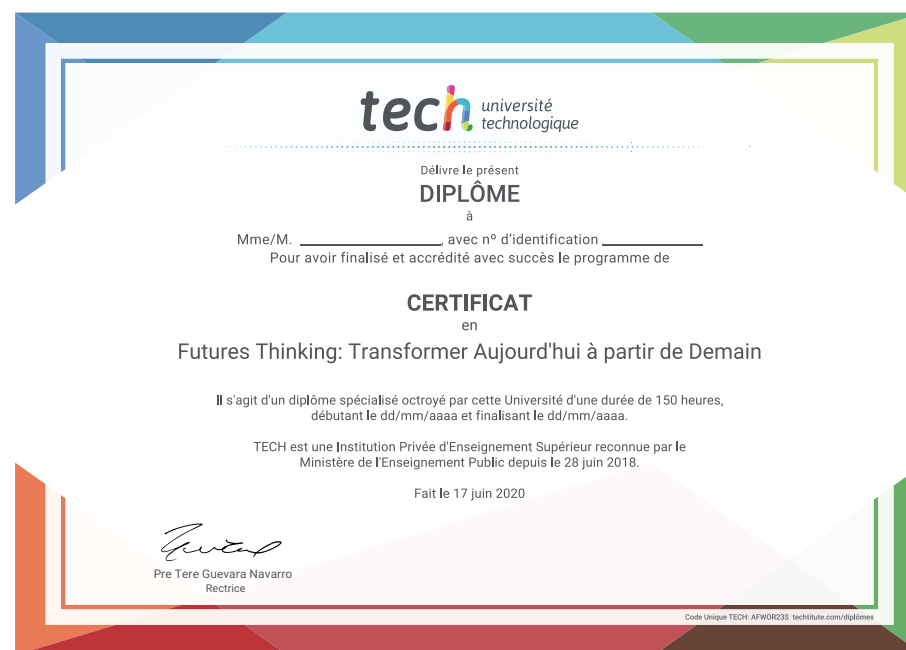 tech université
technologique
Délivre le présent
DIPLÔME
à
Mme/M. ____________________, avec nº d'identification ______________
Pour avoir finalisé et accrédité avec succès le programme de
CERTIFICAT
en
Futures Thinking: Transformer Aujourd'hui à partir de Demain
Il s'agit d'un diplôme spécialisé octroyé par cette Université d'une durée de 150 heures,
débutant le dd/mm/aaaa et finalisant le dd/mm/aaaa.
TECH est une Institution Privée d'Enseignement Supérieur reconnue par le
Ministère de l'Enseignement Public depuis le 28 juin 2018.
Fait le 17 juin 2020
Pre Tere Guevara Navarro
Rectrice
Code Unique TECH: AFWOR23S techtitute.com/diplômes